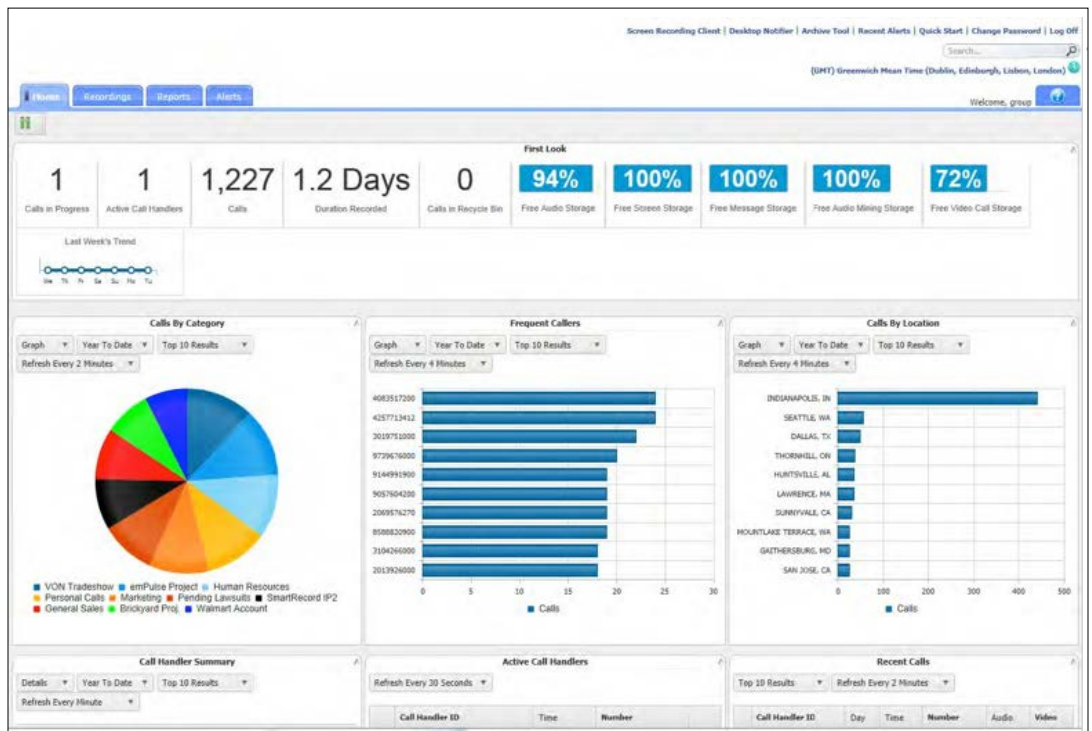 Screen Recording Client | Desktop Notifier | Archive Tool | Recent Alerts | Quick Start | Change Password | Log Off
Search...
(GMT) Greenwich Mean Time (Dublin, Edinburgh, Lisbon, London)
Home Recordings Reports Alerts
Welcome, group
First Look
1 1 1,227 1.2 Days 0 94% 100% 100% 100% 72%
Calls in Progress Active Call Handlers Calls Duration Recorded Calls in Recycle Bin Free Audio Storage Free Screen Storage Free Message Storage Free Audio Mining Storage Free Video Call Storage
Last Week's Trend
We Th Fr Sa Su Mo Tu
Calls By Category
Graph Year To Date Top 10 Results
Refresh Every 2 Minutes
VON Tradeshow emPulse Project Human Resources
Personal Calls Marketing Pending Lawsuits SmartRecord IP2
General Sales Brickyard Proj. Walmart Account
Frequent Callers
Graph Year To Date Top 10 Results
Refresh Every 4 Minutes
4083517200
4257713412
3019751000
9739676000
9144991900
9057604200
2069576270
8588820900
3104266000
2013926000
0 5 10 15 20 25 30
Calls
Calls By Location
Graph Year To Date Top 10 Results
Refresh Every 4 Minutes
INDIANAPOLIS, IN
SEATTLE, WA
DALLAS, TX
THORNHILL, ON
HUNTSVILLE, AL
LAWRENCE, MA
SUNNYVALE, CA
MOUNTLAKE TERRACE, WA
GAITHERSBURG, MD
SAN JOSE, CA
0 100 200 300 400 500
Calls
Call Handler Summary
Details Year To Date Top 10 Results
Refresh Every Minute
Active Call Handlers
Refresh Every 30 Seconds
Call Handler ID Time Number
Recent Calls
Top 10 Results Refresh Every 2 Minutes
Call Handler ID Day Time Number Audio Video